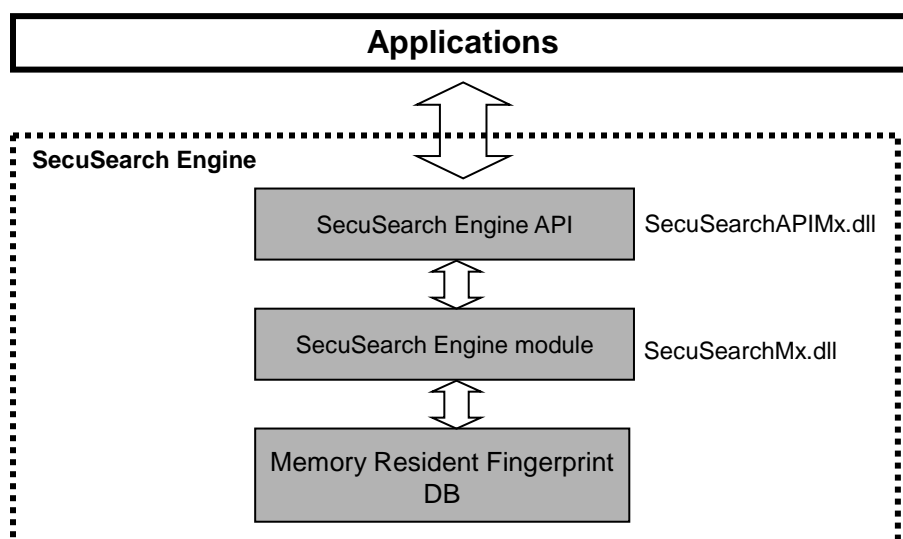 Applications
SecuSearch Engine
SecuSearch Engine API
SecuSearchAPIMx.dll
SecuSearch Engine module
SecuSearchMx.dll
Memory Resident Fingerprint
DB